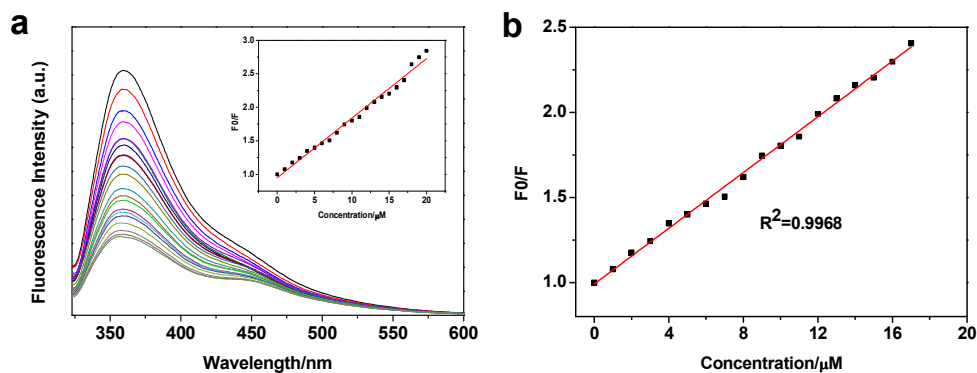 a
Fluorescence Intensity (a.u.)
350
400
450
500
550
600
Wavelength/nm
F0/F
3.0
2.5
2.0
1.5
1.0
0
5
10
15
20
Concentration/μM
b
F0/F
2.5
2.0
1.5
1.0
0
4
8
12
16
20
R²=0.9968
Concentration/μM